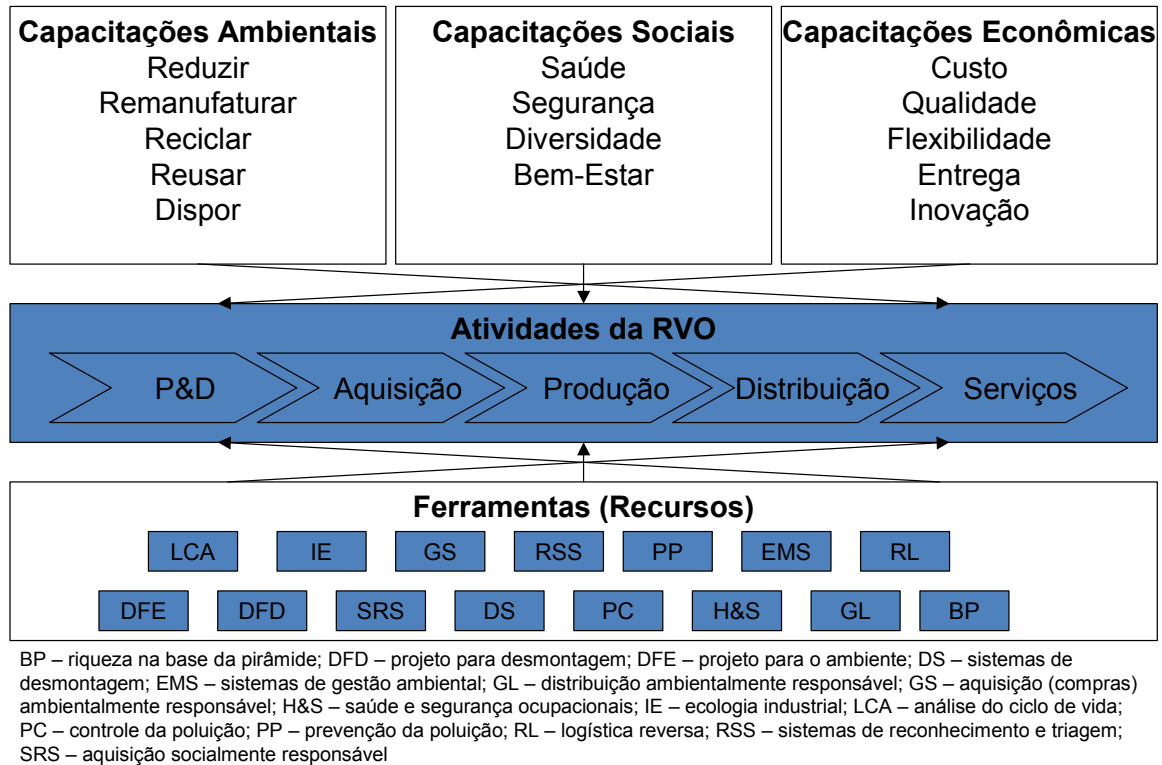 Capacitações Ambientais
Reduzir
Remanufaturar
Reciclar
Reusar
Dispor
Capacitações Sociais
Saúde
Segurança
Diversidade
Bem-Estar
Capacitações Econômicas
Custo
Qualidade
Flexibilidade
Entrega
Inovação
Atividades da RVO
P&D Aquisição Produção Distribuição Serviços
Ferramentas (Recursos)
LCA IE GS RSS PP EMS RL
DFE DFD SRS DS PC H&S GL BP
BP – riqueza na base da pirâmide; DFD – projeto para desmontagem; DFE – projeto para o ambiente; DS – sistemas de
desmontagem; EMS – sistemas de gestão ambiental; GL – distribuição ambientalmente responsável; GS – aquisição (compras)
ambientalmente responsável; H&S – saúde e segurança ocupacionais; IE – ecologia industrial; LCA – análise do ciclo de vida;
PC – controle da poluição; PP – prevenção da poluição; RL – logística reversa; RSS – sistemas de reconhecimento e triagem;
SRS – aquisição socialmente responsável